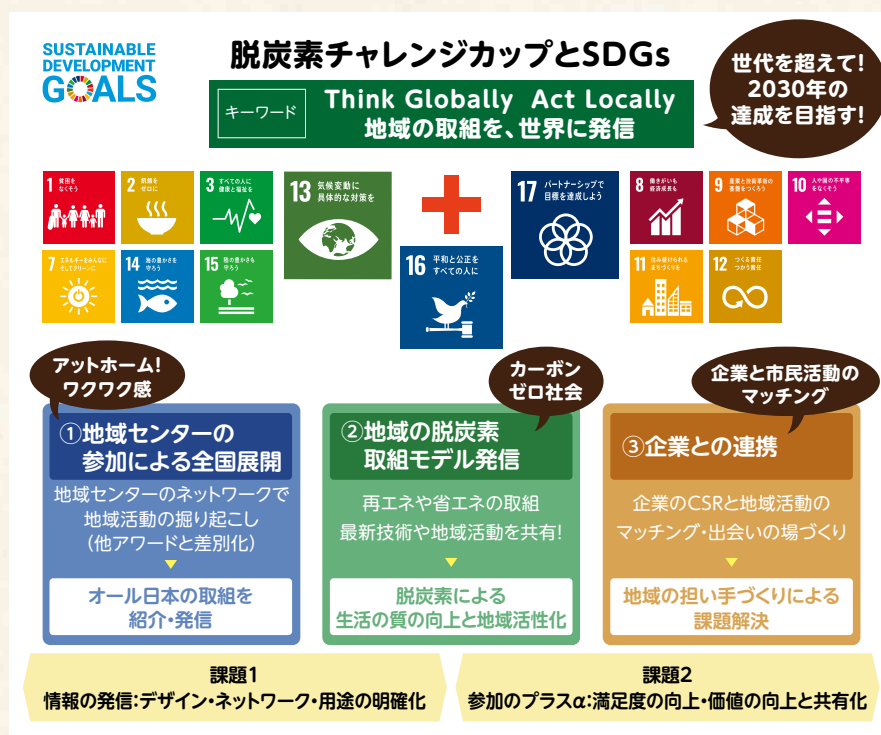 SUSTAINABLE
DEVELOPMENT
GOALS
脱炭素チャレンジカップとSDGs
キーワード
Think Globally Act Locally
地域の取組を、世界に発信
世代を超えて!
2030年の
達成を目指す!
1 貧困を
なくそう
2 飢餓を
ゼロに
3 すべての人に
健康と福祉を
13 気候変動に
具体的な対策を
17 パートナーシップで
目標を達成しよう
8 働きがいも
経済成長も
9 産業と技術革新の
基盤をつくろう
10 人や国の不平等
をなくそう
7 エネルギーをみんなに
そしてクリーンに
14 海の豊かさを
守ろう
15 陸の豊かさも
守ろう
16 平和と公正を
すべての人に
11 住み続けられる
まちづくりを
12 つくる責任
つかう責任
アットホーム!
ワクワク感
①地域センターの
参加による全国展開
地域センターのネットワークで
地域活動の掘り起こし
(他アワードと差別化)
オール日本の取組を
紹介・発信
カーボン
ゼロ社会
②地域の脱炭素
取組モデル発信
再エネや省エネの取組
最新技術や地域活動を共有!
脱炭素による
生活の質の向上と地域活性化
企業と市民活動の
マッチング
③企業との連携
企業のCSRと地域活動の
マッチング・出会いの場づくり
地域の担い手づくりによる
課題解決
課題1
情報の発信:デザイン・ネットワーク・用途の明確化
課題2
参加のプラスα:満足度の向上・価値の向上と共有化